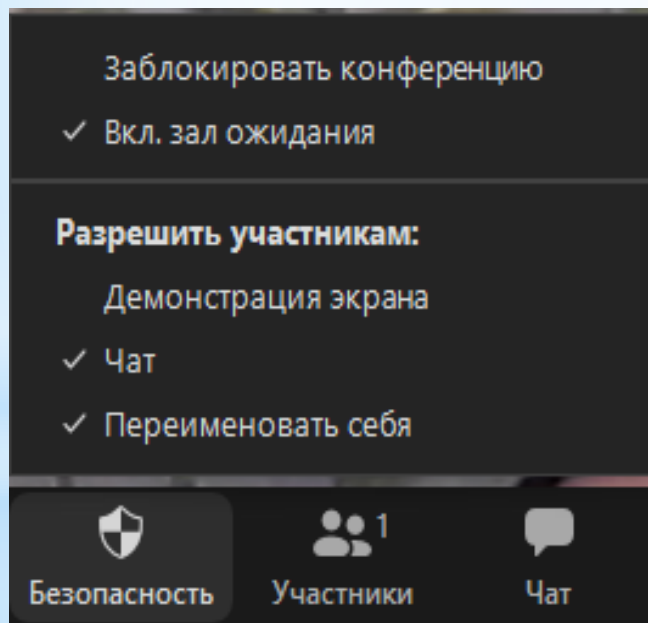 Заблокировать конференцию
✓ Вкл. зал ожидания
Разрешить участникам:
Демонстрация экрана
✓ Чат
✓ Переименовать себя
1
Безопасность Участники Чат